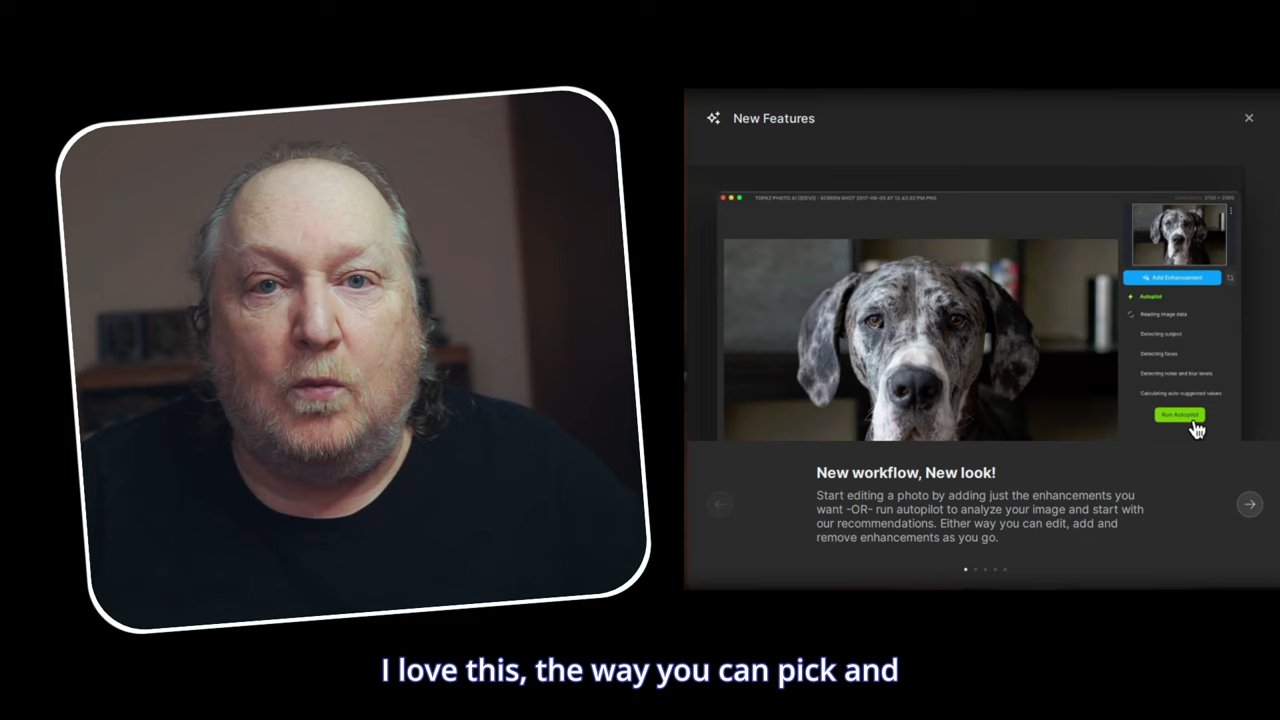 New Features
TOPAZ PHOTO AI
Add Enhancement
Autopilot
Reading image data
Detecting subject
Detecting faces
Detecting noise and blur levels
Calculating auto-suggested values
Run Autopilot
New workflow, New look!
Start editing a photo by adding just the enhancements you
want -OR- run autopilot to analyze your image and start with
our recommendations. Either way you can edit, add and
remove enhancements as you go.
I love this, the way you can pick and